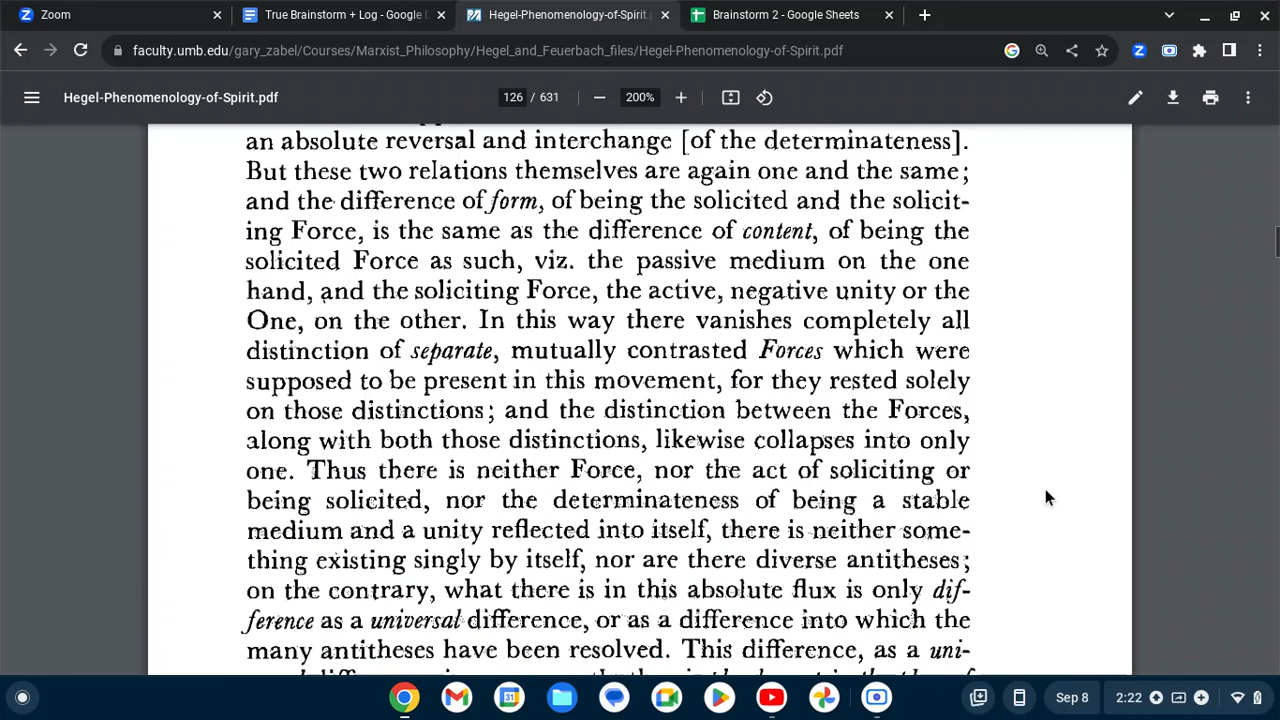 Zoom
True Brainstorm + Log - Google D
Hegel-Phenomenology-of-Spirit.p
Brainstorm 2 - Google Sheets
faculty.umb.edu/gary_zabel/Courses/Marxist_Philosophy/Hegel_and_Feuerbach_files/Hegel-Phenomenology-of-Spirit.pdf
Hegel-Phenomenology-of-Spirit.pdf
126 / 631
200%
an absolute reversal and interchange [of the determinateness].
But these two relations themselves are again one and the same;
and the difference of form, of being the solicited and the solicit-
ing Force, is the same as the difference of content, of being the
solicited Force as such, viz. the passive medium on the one
hand, and the soliciting Force, the active, negative unity or the
One, on the other. In this way there vanishes completely all
distinction of separate, mutually contrasted Forces which were
supposed to be present in this movement, for they rested solely
on those distinctions; and the distinction between the Forces,
along with both those distinctions, likewise collapses into only
one. Thus there is neither Force, nor the act of soliciting or
being solicited, nor the determinateness of being a stable
medium and a unity reflected into itself, there is neither some-
thing existing singly by itself, nor are there diverse antitheses;
on the contrary, what there is in this absolute flux is only dif-
ference as a universal difference, or as a difference into which the
many antitheses have been resolved. This difference, as a uni-
Sep 8
2:22